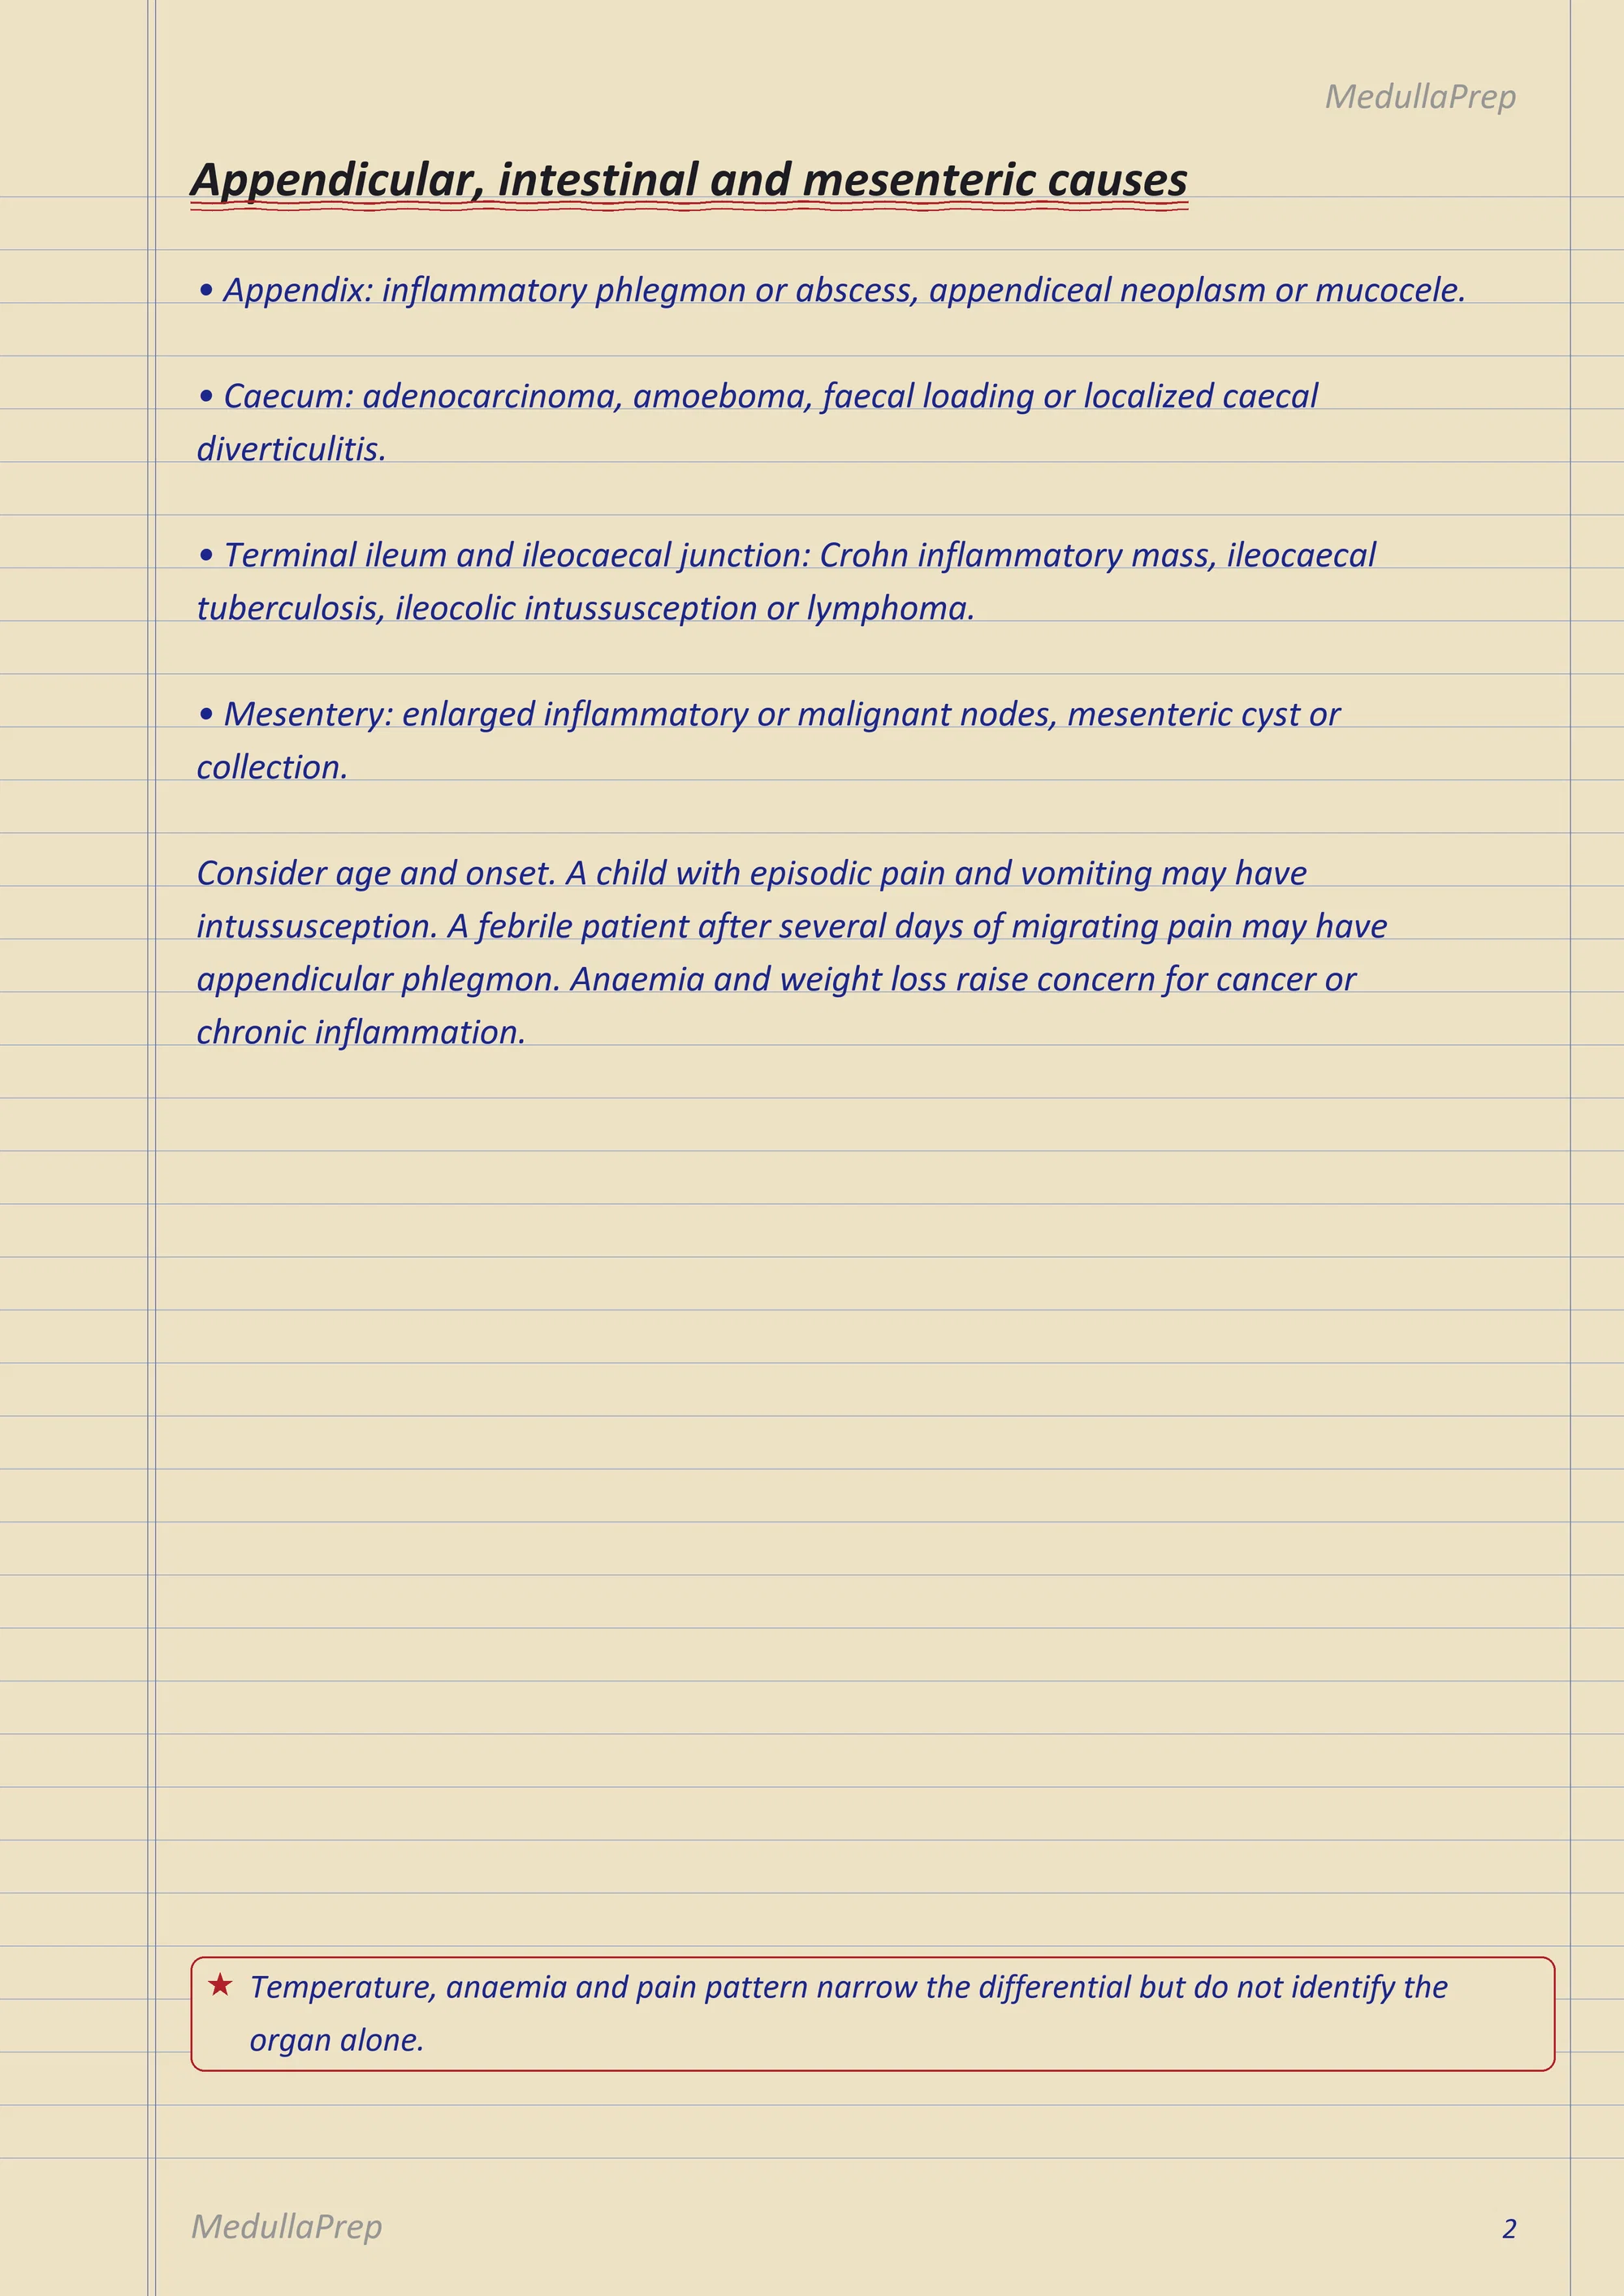 MedullaPrep
Appendicular, intestinal and mesenteric causes
• Appendix: inflammatory phlegmon or abscess, appendiceal neoplasm or mucocele.
• Caecum: adenocarcinoma, amoeboma, faecal loading or localized caecal
diverticulitis.
• Terminal ileum and ileocaecal junction: Crohn inflammatory mass, ileocaecal
tuberculosis, ileocolic intussusception or lymphoma.
• Mesentery: enlarged inflammatory or malignant nodes, mesenteric cyst or
collection.
Consider age and onset. A child with episodic pain and vomiting may have
intussusception. A febrile patient after several days of migrating pain may have
appendicular phlegmon. Anaemia and weight loss raise concern for cancer or
chronic inflammation.
★ Temperature, anaemia and pain pattern narrow the differential but do not identify the
organ alone.
MedullaPrep
2